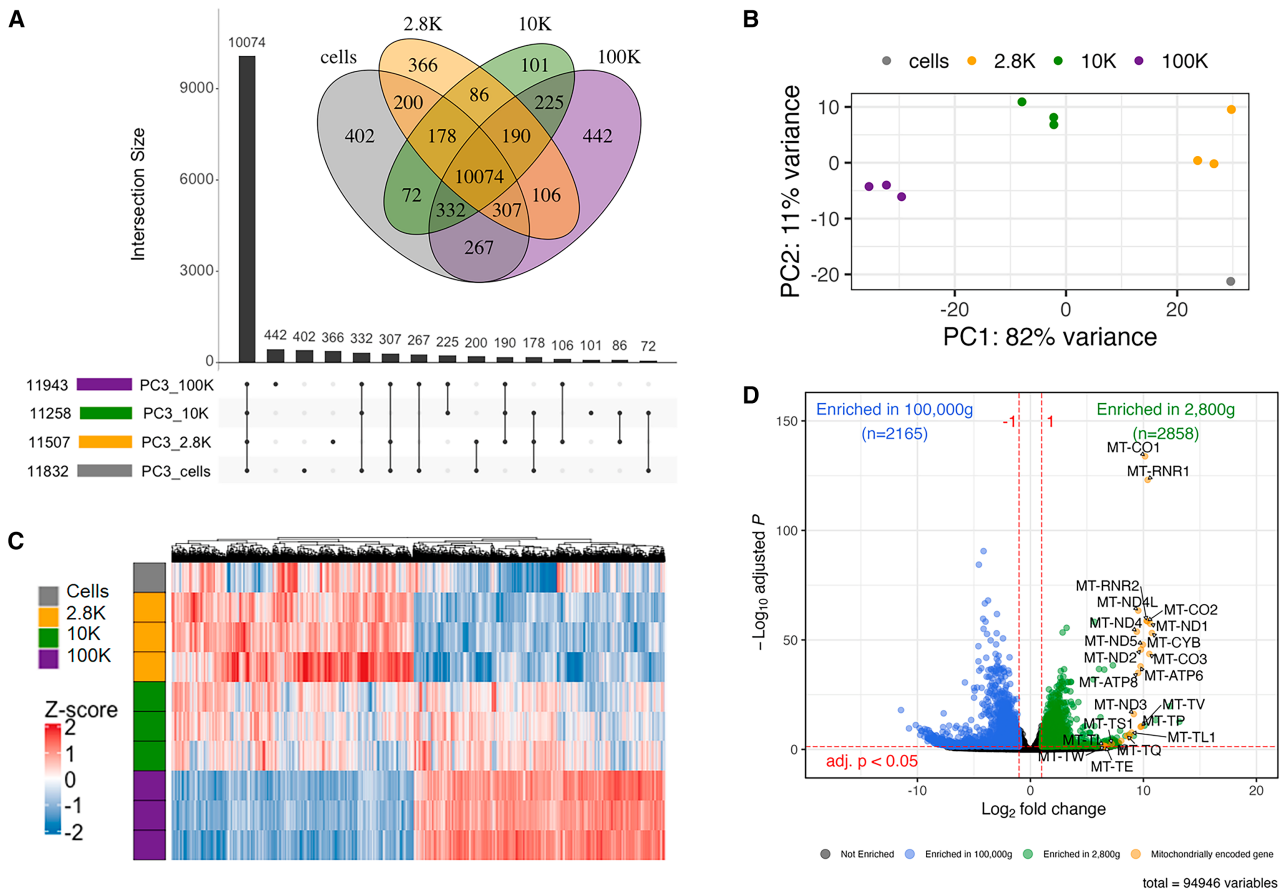 A
10074
9000
6000
3000
0
Intersection Size
442 402 366 332 307 267 225 200 190 178 106 101 86 72
11943 PC3_100K
11258 PC3_10K
11507 PC3_2.8K
11832 PC3_cells
cells 2.8K 10K 100K
366 101
200 86 225
402 178 190 442
10074
72 106
332 307
267
B
cells 2.8K 10K 100K
10
0
-10
-20
PC2: 11% variance
-20 0 20
PC1: 82% variance
C
Cells
2.8K
10K
100K
Z-score
2
1
0
-1
-2
D
Enriched in 100,000g
(n=2165)
-1 1
Enriched in 2,800g
(n=2858)
150
100
50
0
−Log10 adjusted P
MT-CO1
MT-RNR1
MT-RNR2
MT-ND4L
MT-CO2
MT-ND4
MT-ND1
MT-ND5
MT-CYB
MT-ND2
MT-CO3
MT-ATP6
MT-ATP8
MT-ND3
MT-TV
MT-TS1
MT-TP
MT-TL1
MT-TQ
MT-TW
MT-TE
adj. p < 0.05
-10 0 10 20
Log2 fold change
Not Enriched Enriched in 100,000g Enriched in 2,800g Mitochondrially encoded gene
total = 94946 variables